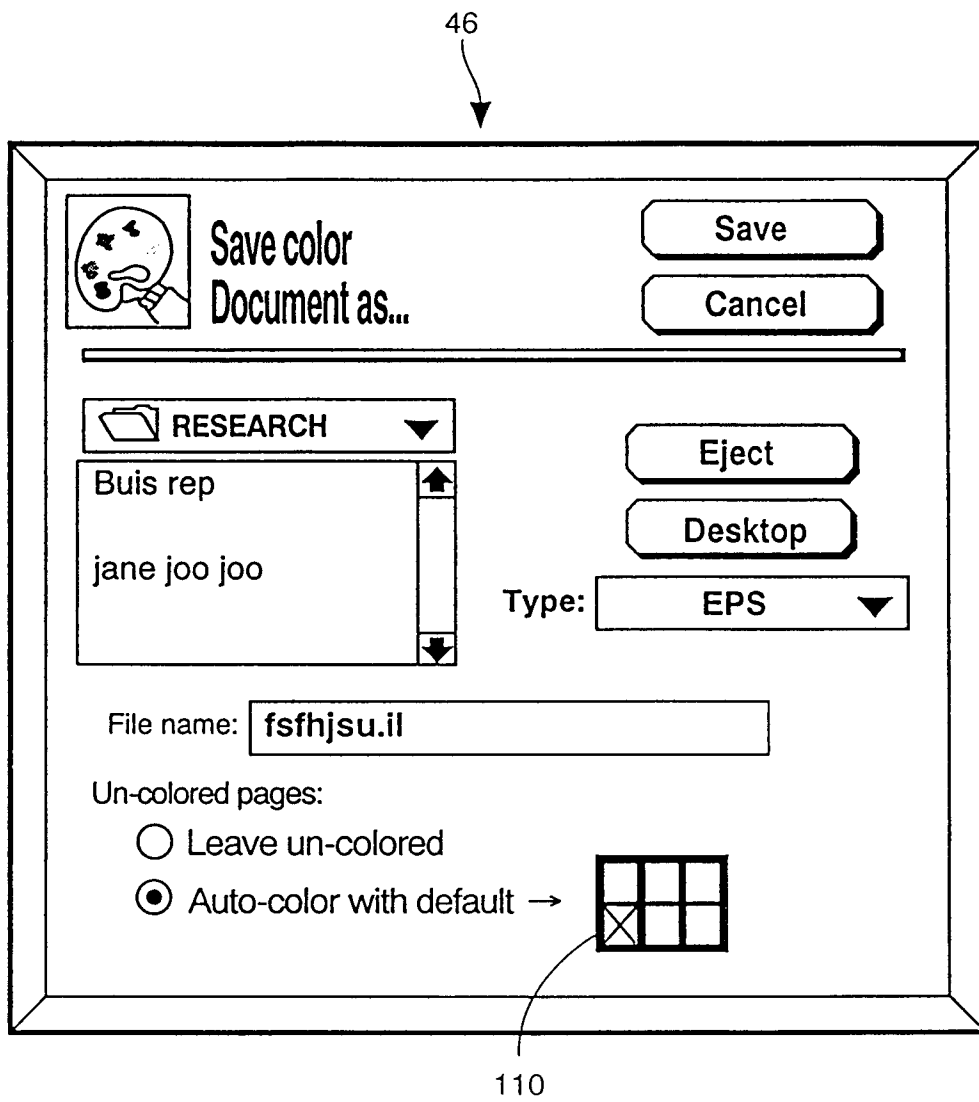 46
Save color
Document as...
Save
Cancel
RESEARCH
Buis rep
jane joo joo
Eject
Desktop
Type: EPS
File name: fsfhjsu.il
Un-colored pages:
Leave un-colored
Auto-color with default →
110